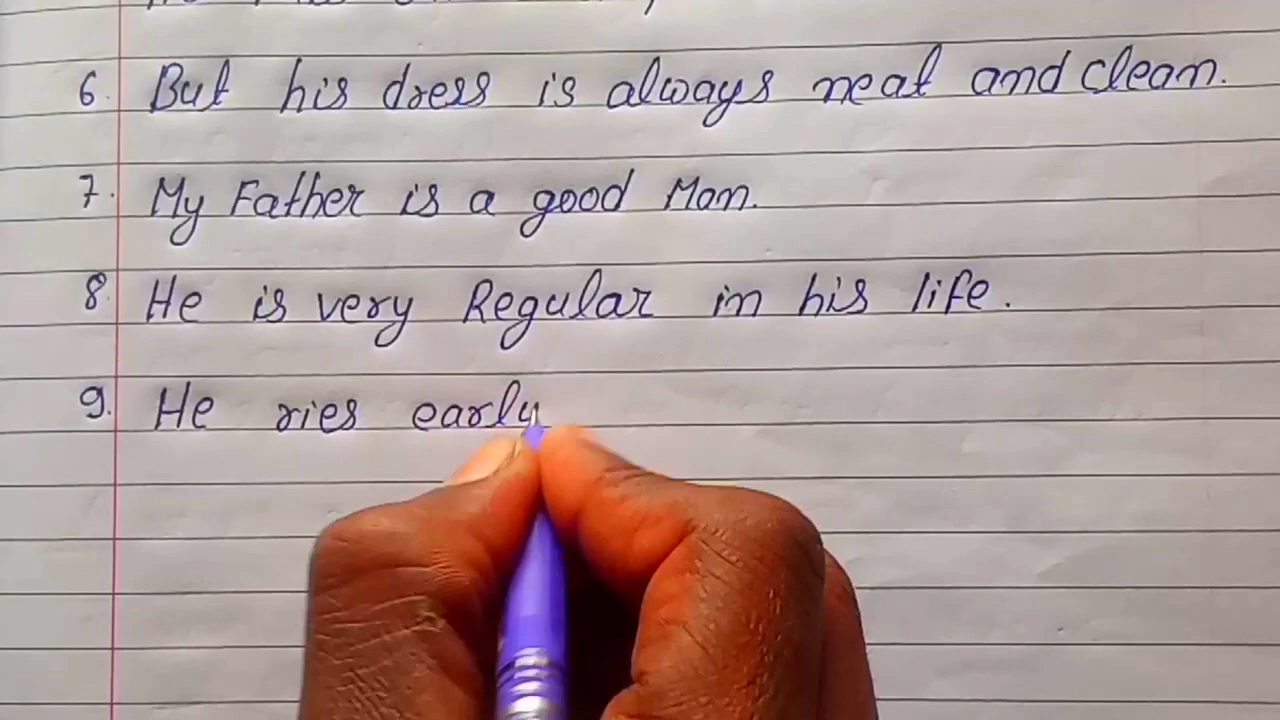 6. But his dress is always neat and clean.
7. My Father is a good Man.
8. He is very Regular in his life.
9. He ries early